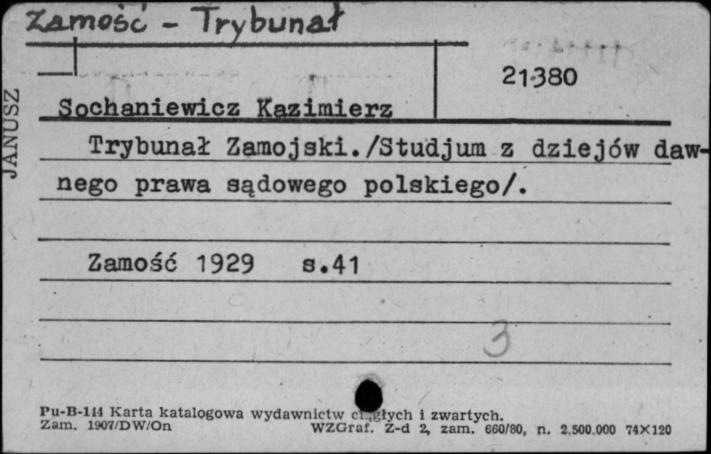 Zamość - Trybunał
21380
JANUSZ
Sochaniewicz Kazimierz
Trybunał Zamojski./Studjum z dziejów daw-
nego prawa sądowego polskiego/.
Zamość 1929 s.41
3
Pu-B-114 Karta katalogowa wydawnictw ciągłych i zwartych.
Zam. 1907/DW/On WZGraf. Z-d 2, zam. 660/80, n. 2.500.000 74X120